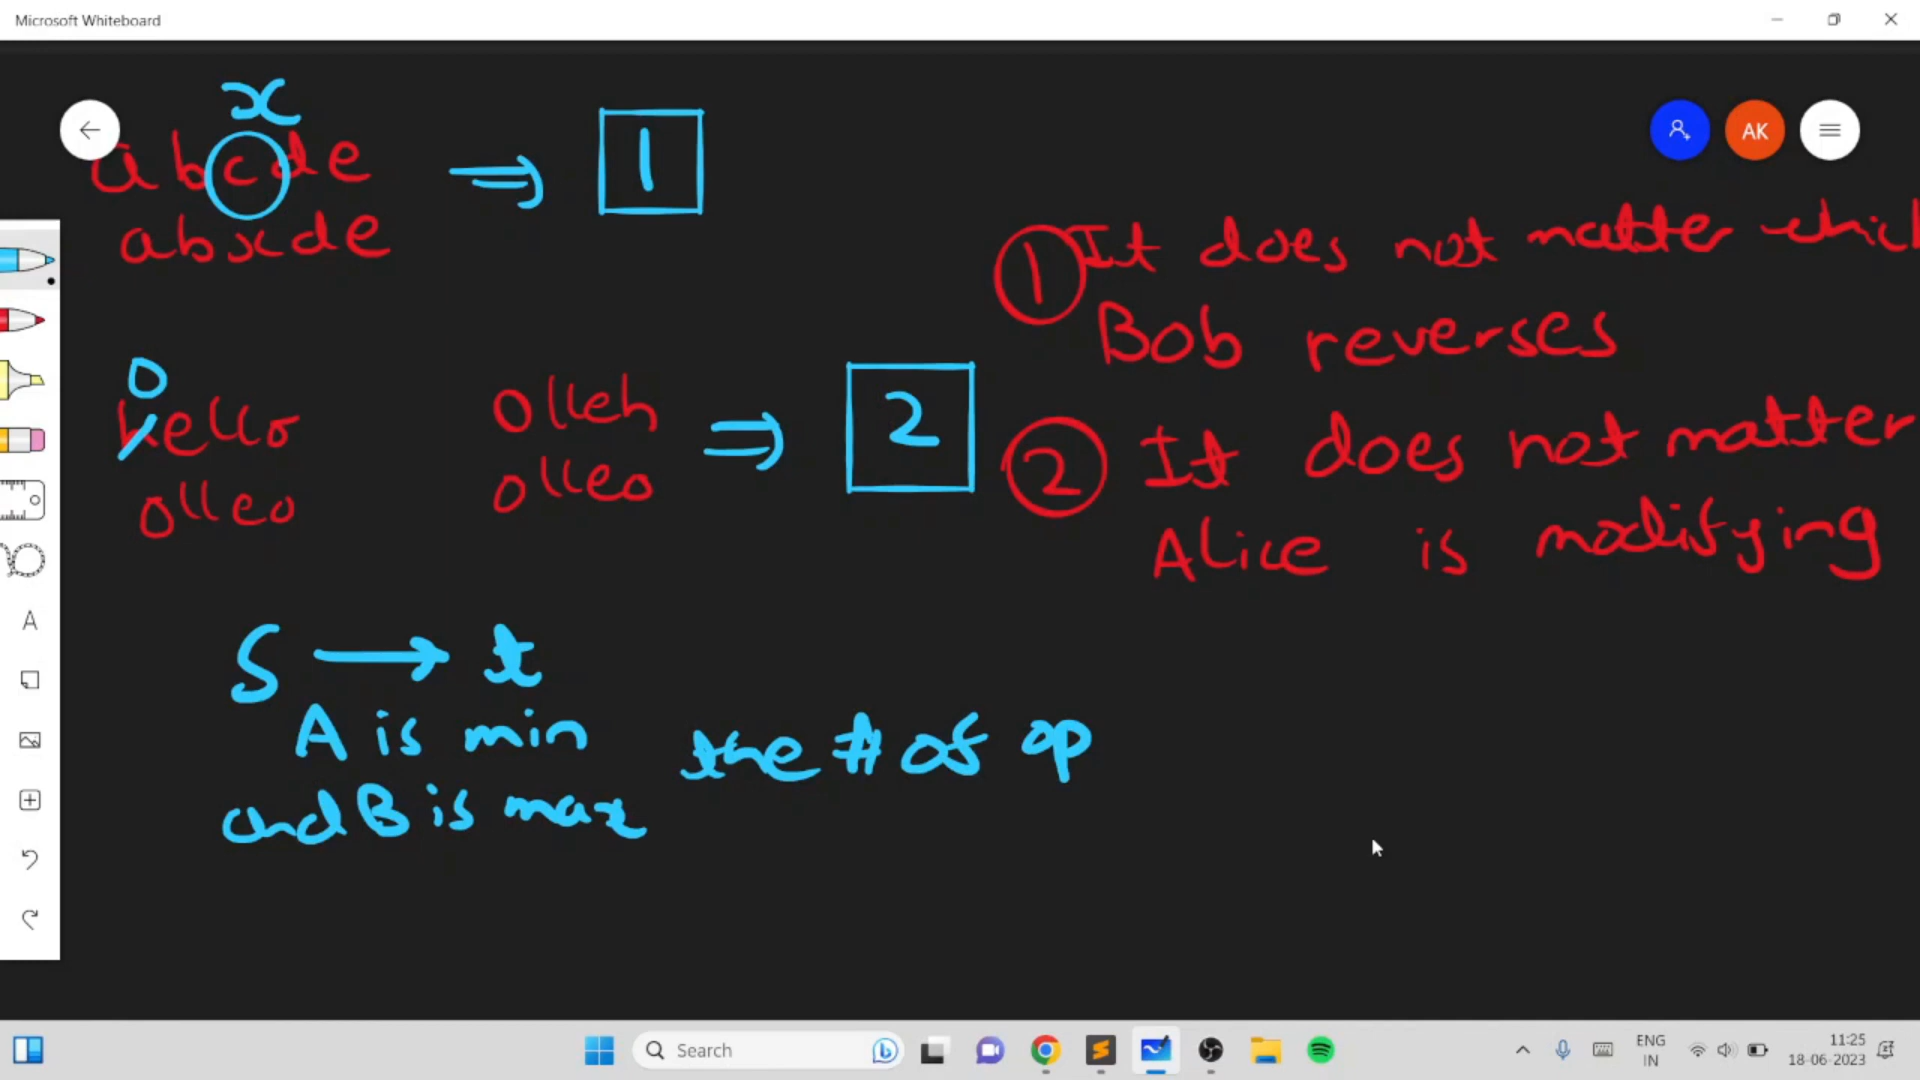 Microsoft Whiteboard
x
abcde ⇒ 1
abxde
AK
① It does not matter which
Bob reverses
o
hello olleh ⇒ 2
olleo olleo
② It does not matter
Alice is modifying
S → t
A is min the # of op
and B is max
A
Search
ENG
IN
11:25
18-06-2023